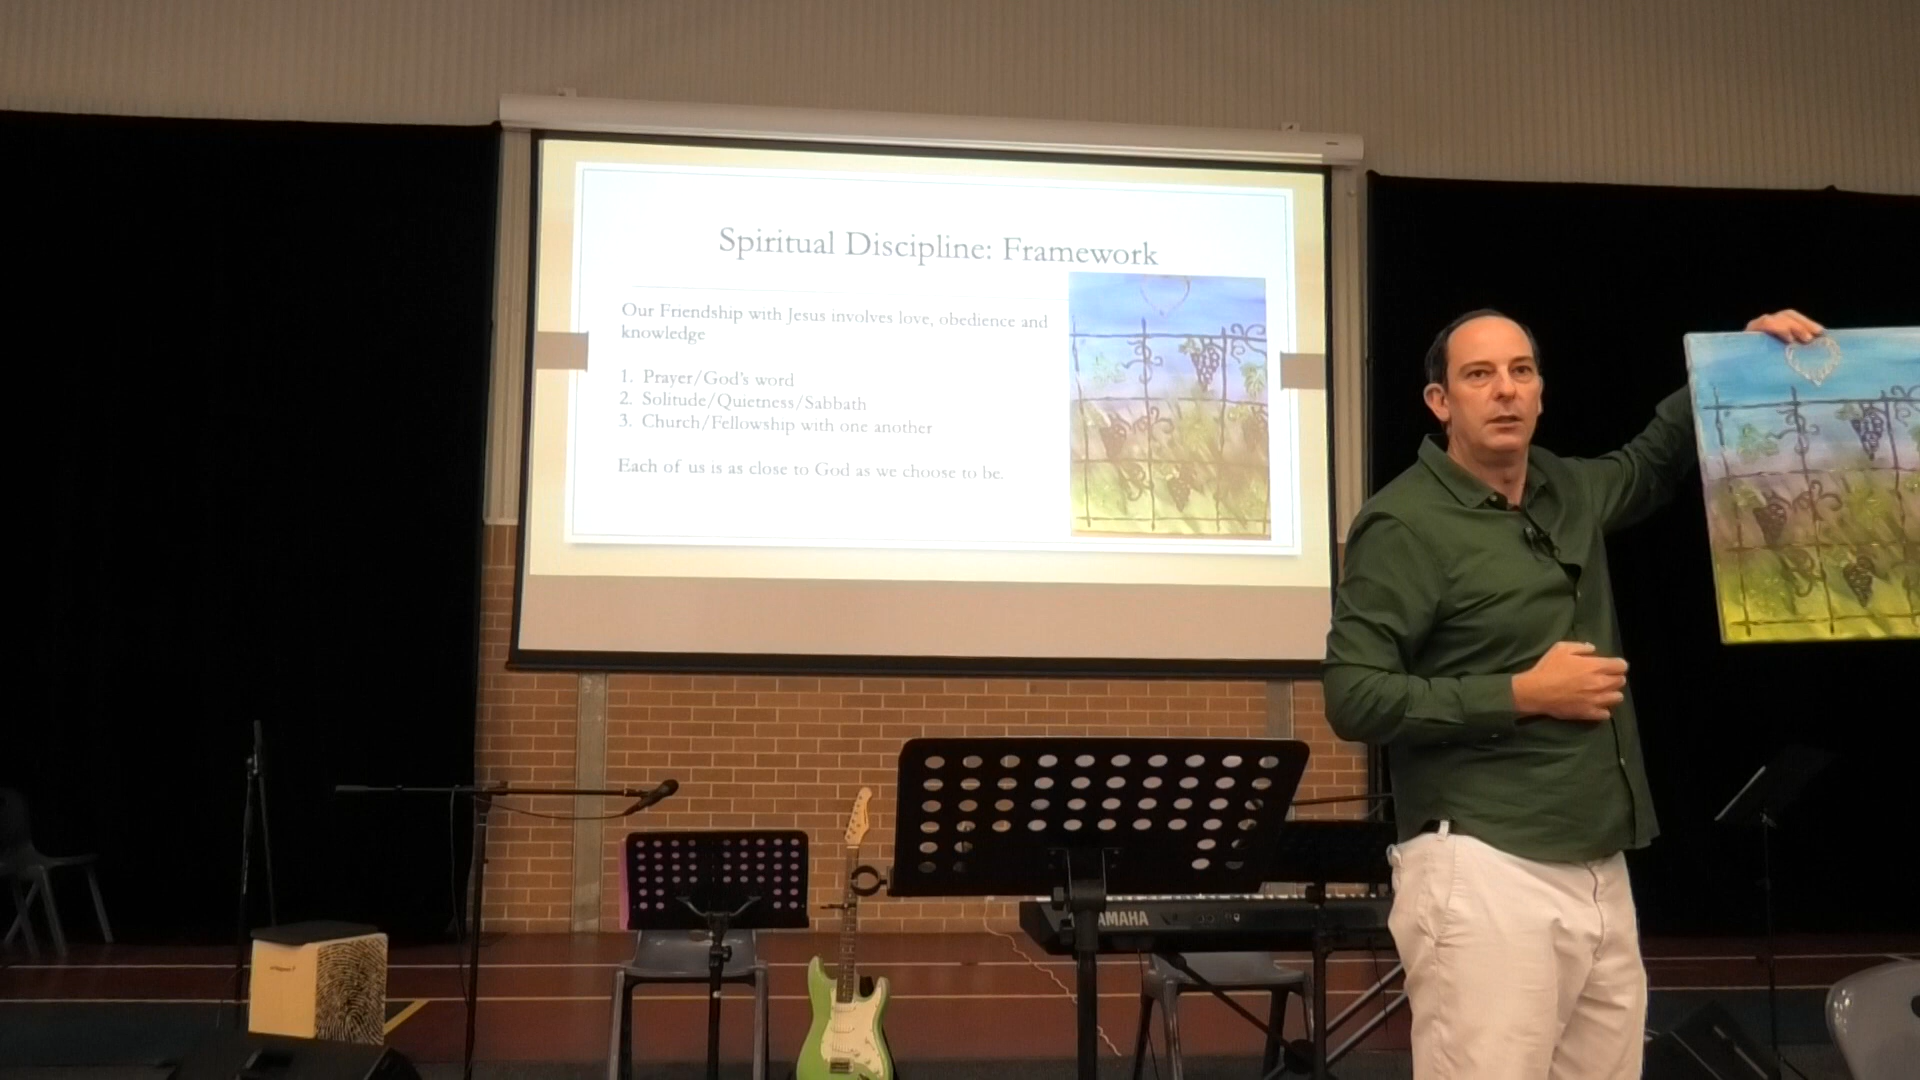 Spiritual Discipline: Framework
Our Friendship with Jesus involves love, obedience and
knowledge
1. Prayer/God's word
2. Solitude/Quietness/Sabbath
3. Church/Fellowship with one another
Each of us is as close to God as we choose to be.
YAMAHA